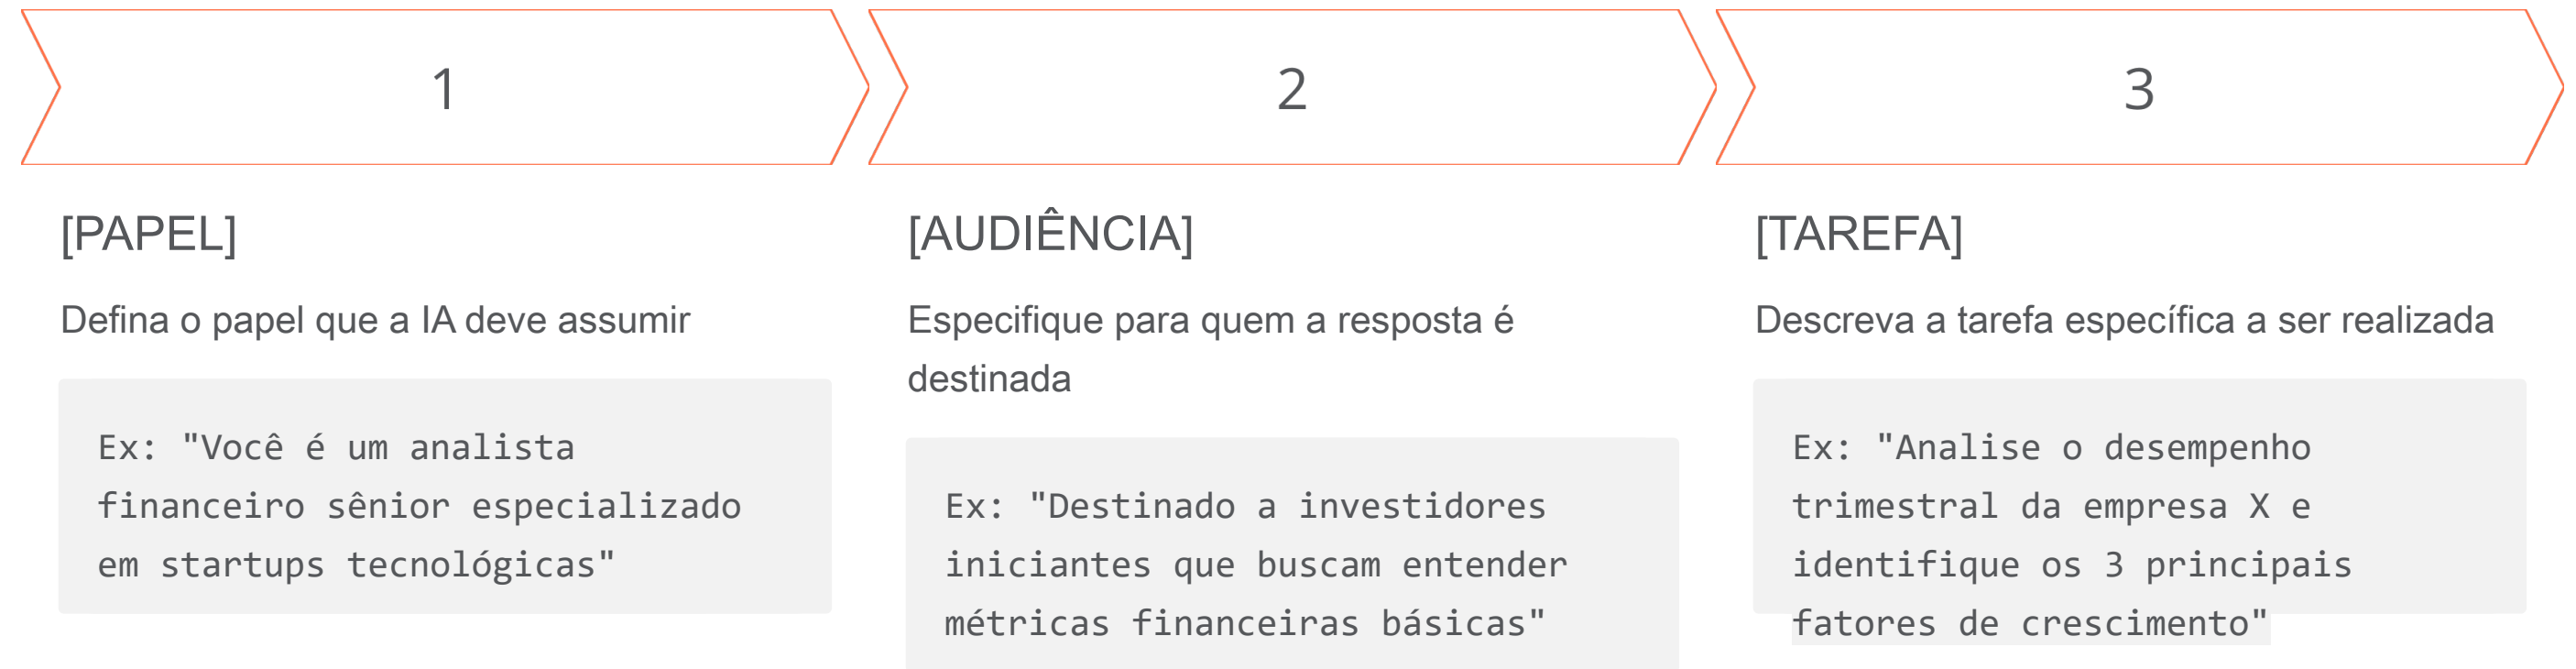 1
[PAPEL]
Defina o papel que a IA deve assumir
Ex: "Você é um analista
financeiro sênior especializado
em startups tecnológicas"
2
[AUDIÊNCIA]
Especifique para quem a resposta é
destinada
Ex: "Destinado a investidores
iniciantes que buscam entender
métricas financeiras básicas"
3
[TAREFA]
Descreva a tarefa específica a ser realizada
Ex: "Analise o desempenho
trimestral da empresa X e
identifique os 3 principais
fatores de crescimento"